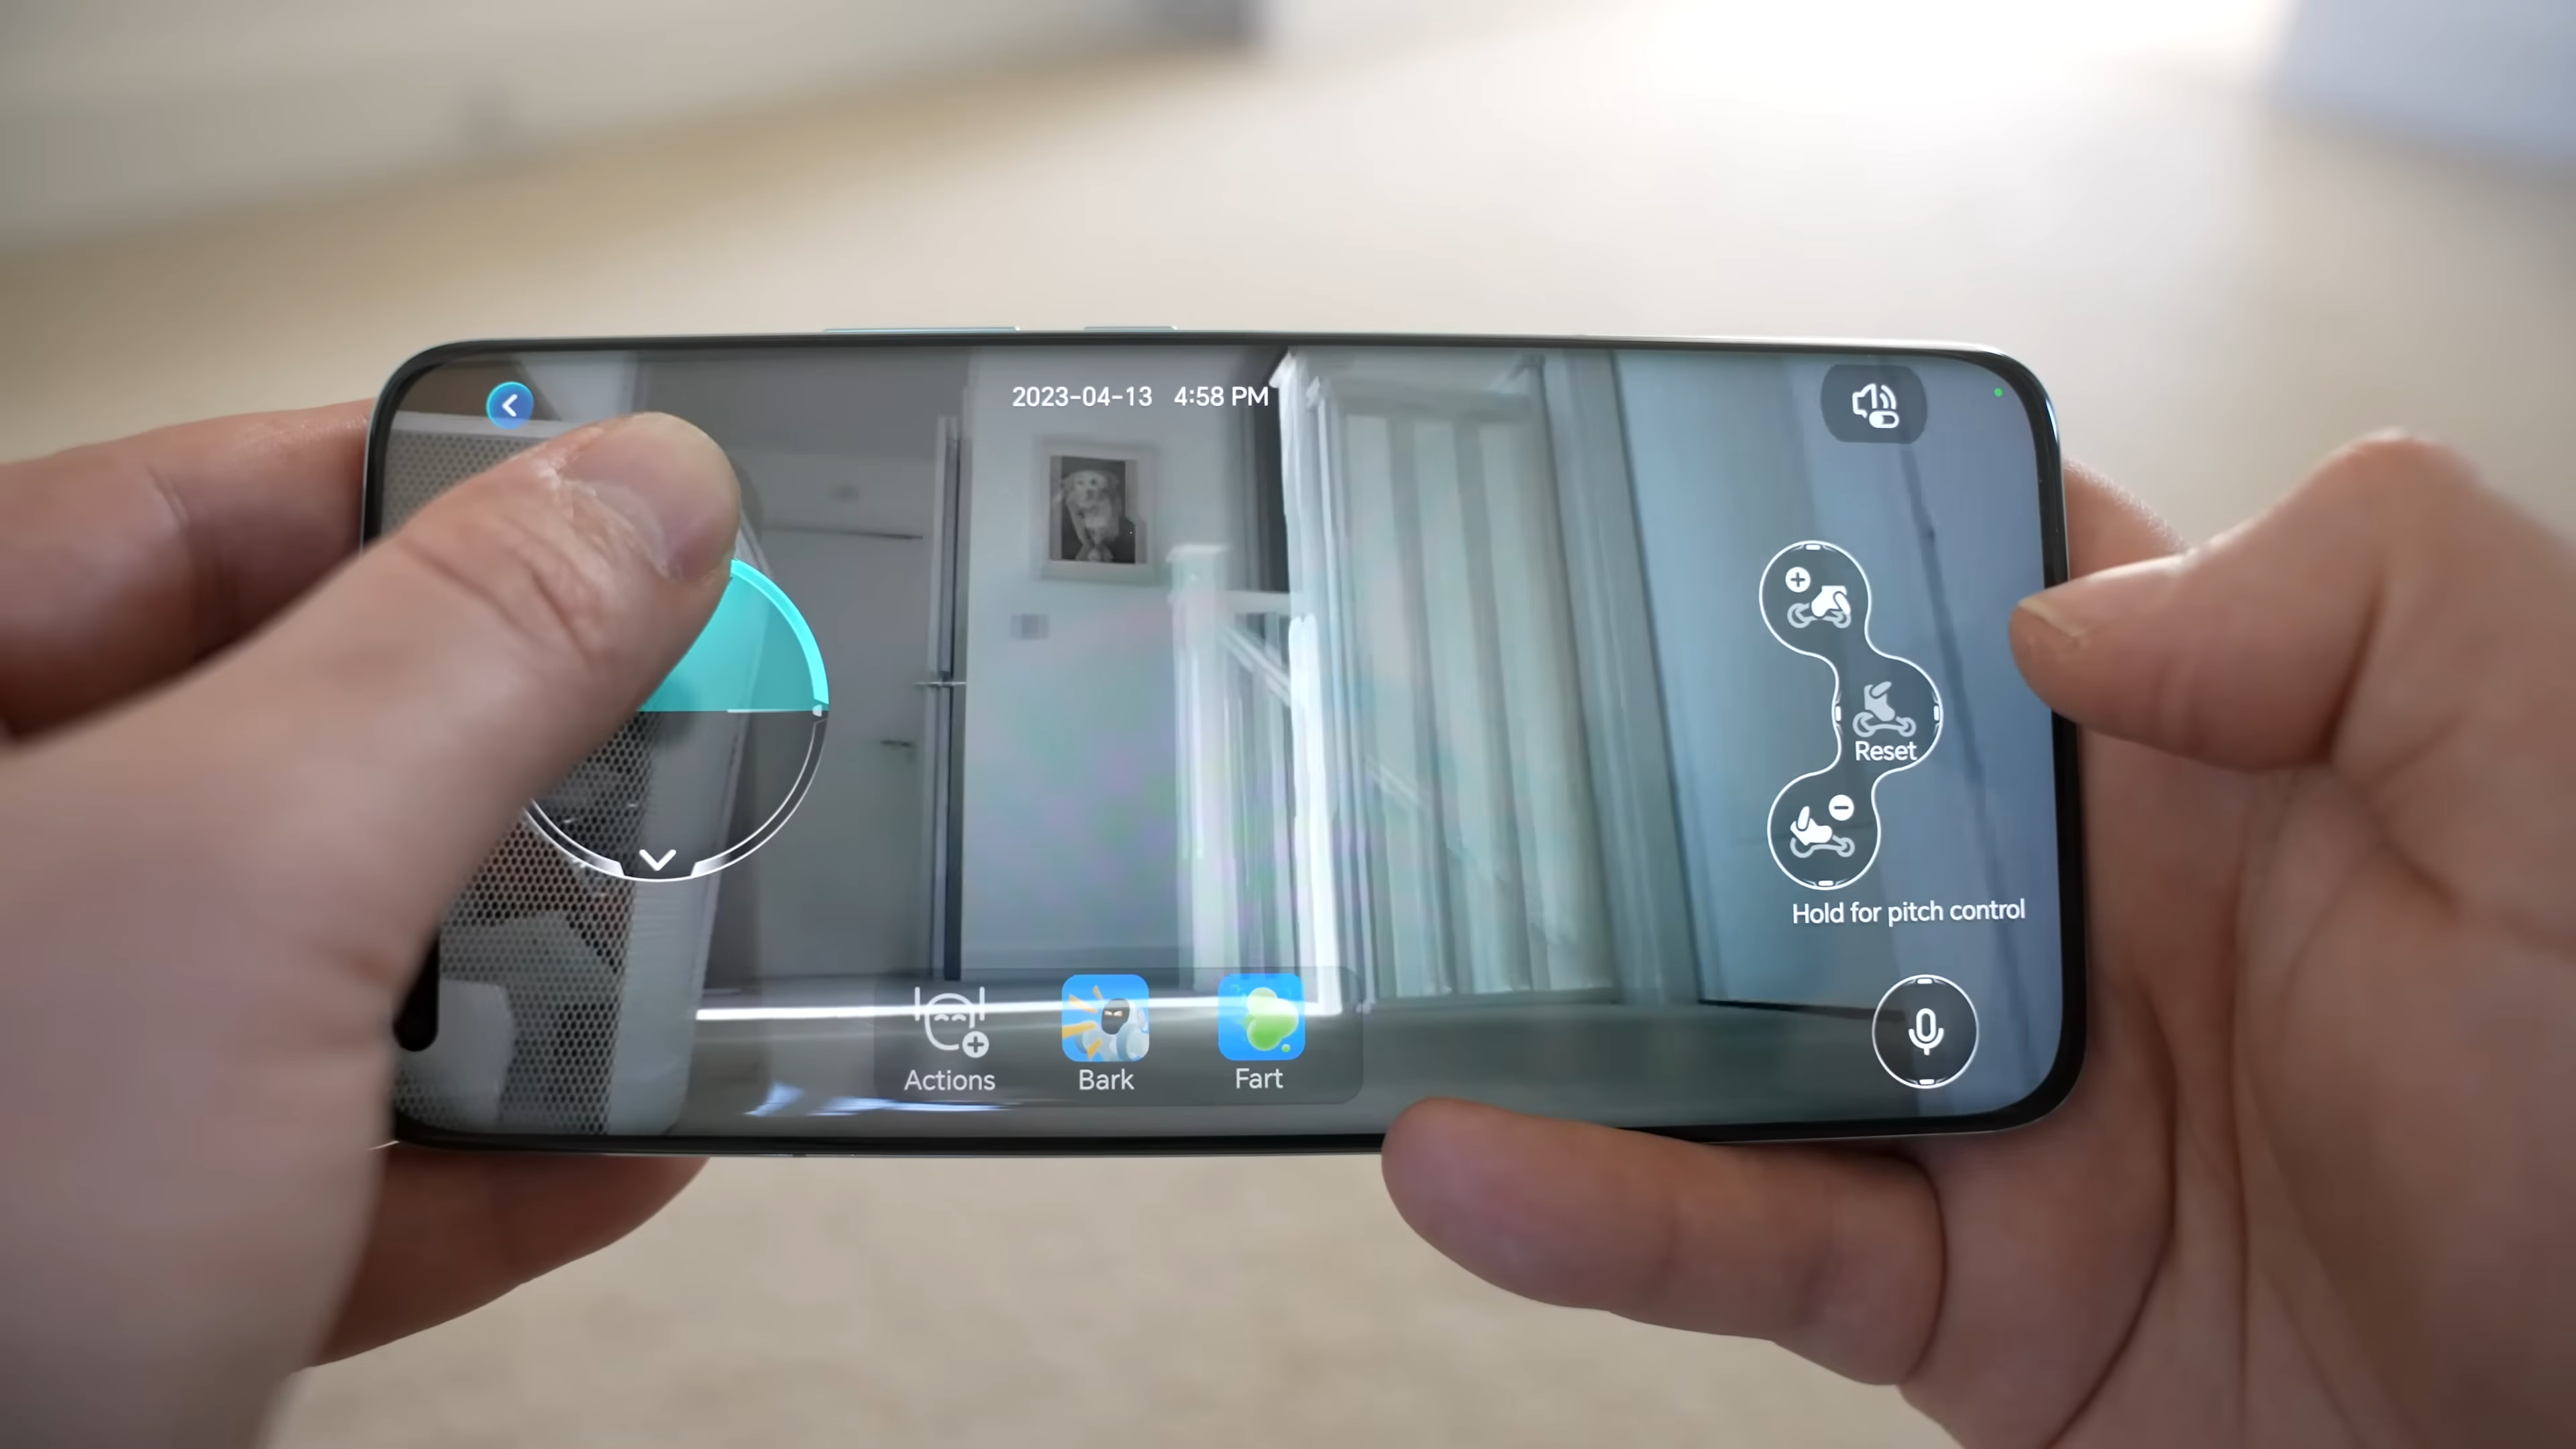 2023-04-13 4:58 PM
Reset
Hold for pitch control
Actions
Bark
Fart